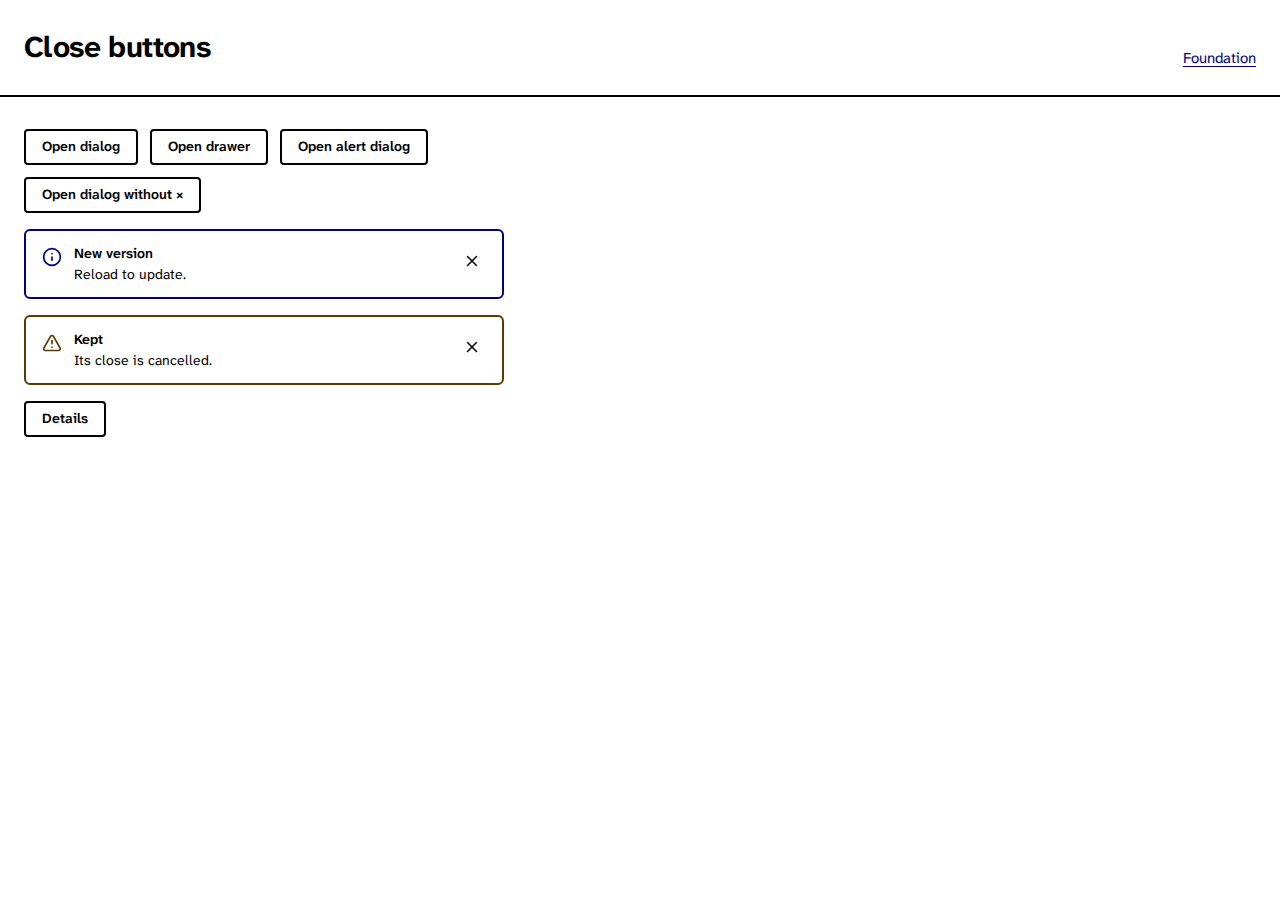 Close buttons
Foundation
Open dialog
Open drawer
Open alert dialog
Open dialog without ×
New version
Reload to update.
Kept
Its close is cancelled.
Details